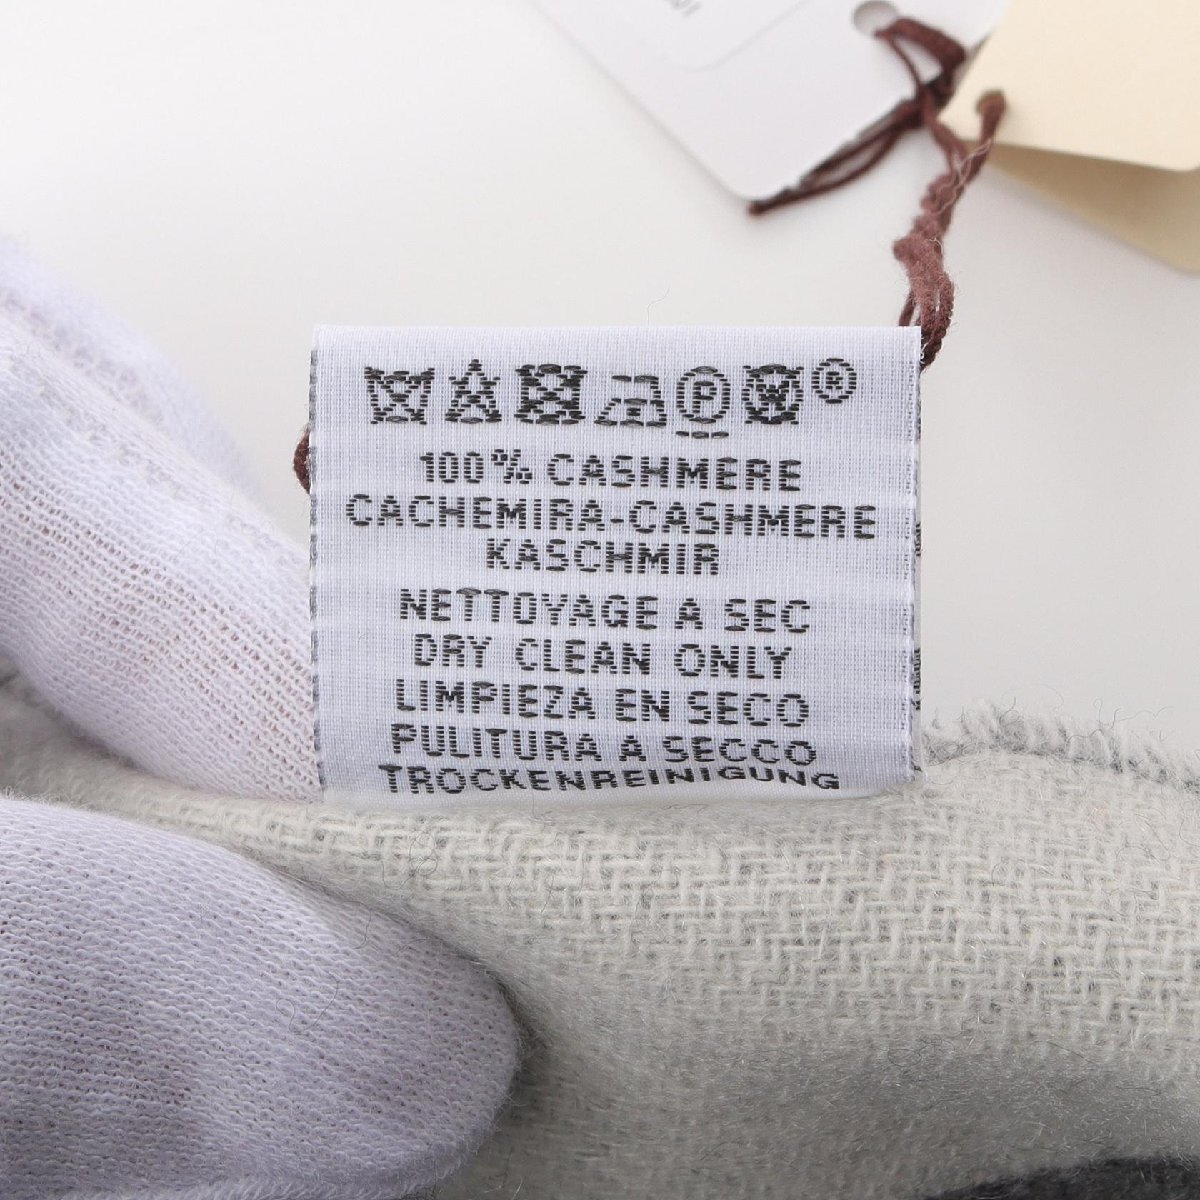 P ®
100% CASHMERE
CACHEMIRA-CASHMERE
KASCHMIR
NETTOYAGE A SEC
DRY CLEAN ONLY
LIMPIEZA EN SECO
PULITURA A SECCO
TROCKENREINIGUNG